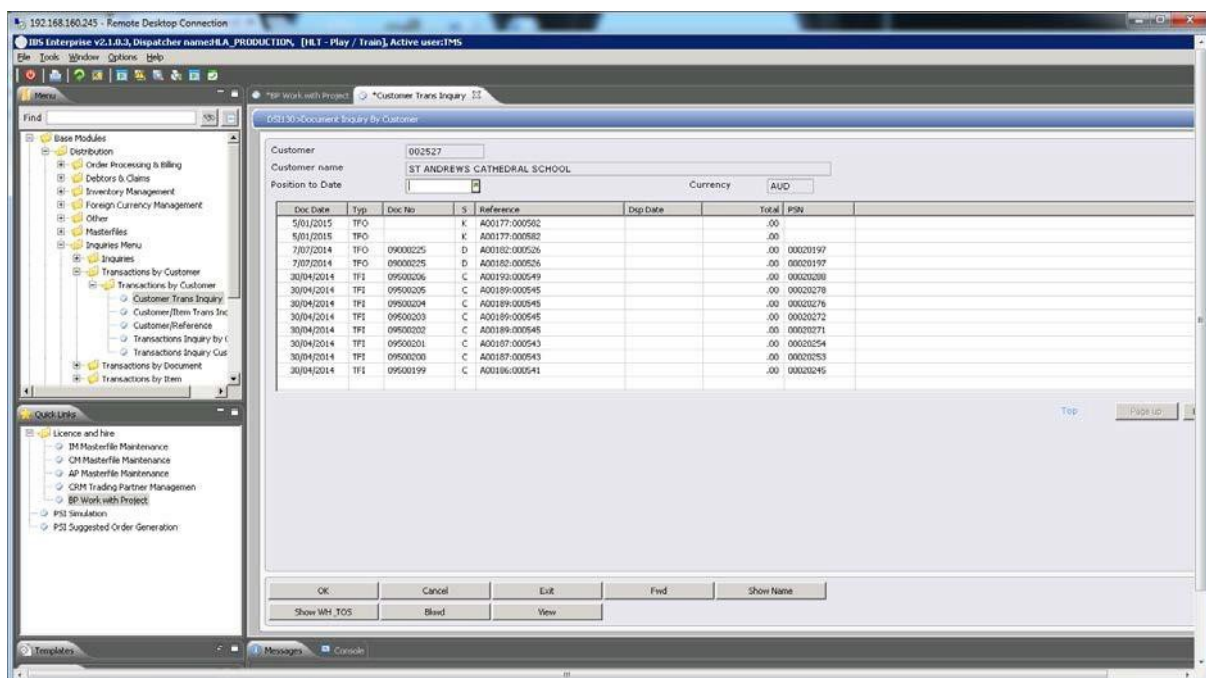 192.168.160.245 - Remote Desktop Connection
IBS Enterprise v2.1.0.3, Dispatcher name:HLA_PRODUCTION, [HLT - Play / Train], Active user:TMS
File Tools Window Options Help
Menu
*BP Work with Project *Customer Trans Inquiry
Find
DSI130>Document Inquiry By Customer
Base Modules
Distribution
Order Processing & Billing
Debtors & Claims
Inventory Management
Foreign Currency Management
Other
Masterfiles
Inquiries Menu
Inquiries
Transactions by Customer
Transactions by Customer
Customer Trans Inquiry
Customer/Item Trans Inc
Customer/Reference
Transactions Inquiry by C
Transactions Inquiry Cus
Transactions by Document
Transactions by Item
Customer 002527
Customer name ST ANDREWS CATHEDRAL SCHOOL
Position to Date Currency AUD
Doc Date Typ Doc No S Reference Dsp Date Total PSN
5/01/2015 TFO K A00177:000582 .00
5/01/2015 TFO K A00177:000582 .00
7/07/2014 TFO 09000225 D A00182:000526 .00 00020197
7/07/2014 TFO 09000225 D A00182:000526 .00 00020197
30/04/2014 TFI 09500206 C A00193:000549 .00 00020288
30/04/2014 TFI 09500205 C A00189:000545 .00 00020278
30/04/2014 TFI 09500204 C A00189:000545 .00 00020276
30/04/2014 TFI 09500203 C A00189:000545 .00 00020272
30/04/2014 TFI 09500202 C A00189:000545 .00 00020271
30/04/2014 TFI 09500201 C A00187:000543 .00 00020254
30/04/2014 TFI 09500200 C A00187:000543 .00 00020253
30/04/2014 TFI 09500199 C A00186:000541 .00 00020245
Top Page up
Quick Links
Licence and hire
IM Masterfile Maintenance
CM Masterfile Maintenance
AP Masterfile Maintenance
CRM Trading Partner Managemen
BP Work with Project
PSI Simulation
PSI Suggested Order Generation
OK Cancel Exit Fwd Show Name
Show WH_TOS Bkwd View
Templates
Messages Console